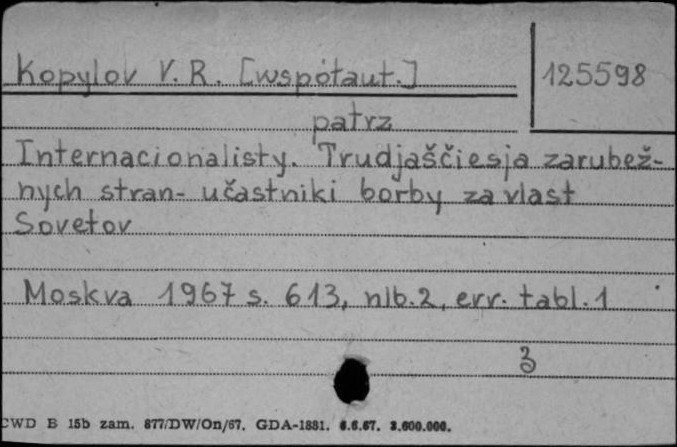 Kopylov V. R. [wspótaut.]
125598
patrz
Internacionalisty. Trudjaščiesja zarubež-
nych stran- učastniki borby za vlast
Sovetov
Moskva 1967 s. 613, nlb. 2, err. tabl. 1
3
CWD B 15b zam. 877/DW/On/67. GDA-1881. 6.6.67. 3.600.000.